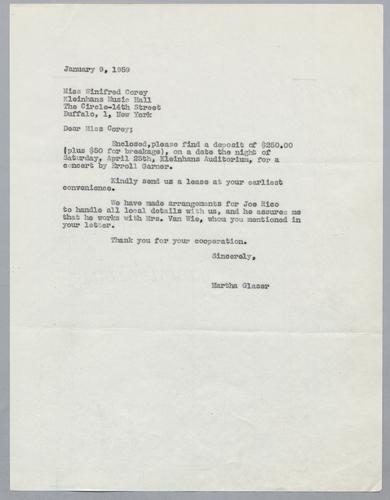 January 9, 1959
Miss Winifred Corey
Kleinhans Music Hall
The Circle-14th Street
Buffalo, 1, New York
Dear Miss Corey;
Enclosed,please find a deposit of $250.00
(plus $50 for breakage), on a date the night of
Saturday, April 25th, Kleinhans Auditorium, for a
concert by Erroll Garner.
Kindly send us a lease at your earliest
convenience.
We have made arrangements for Joe Rico
to handle all local details with us, and he assures me
that he works with Mrs. Van Wie, whom you mentioned in
your letter.
Thank you for your cooperation.
Sincerely,
Martha Glaser